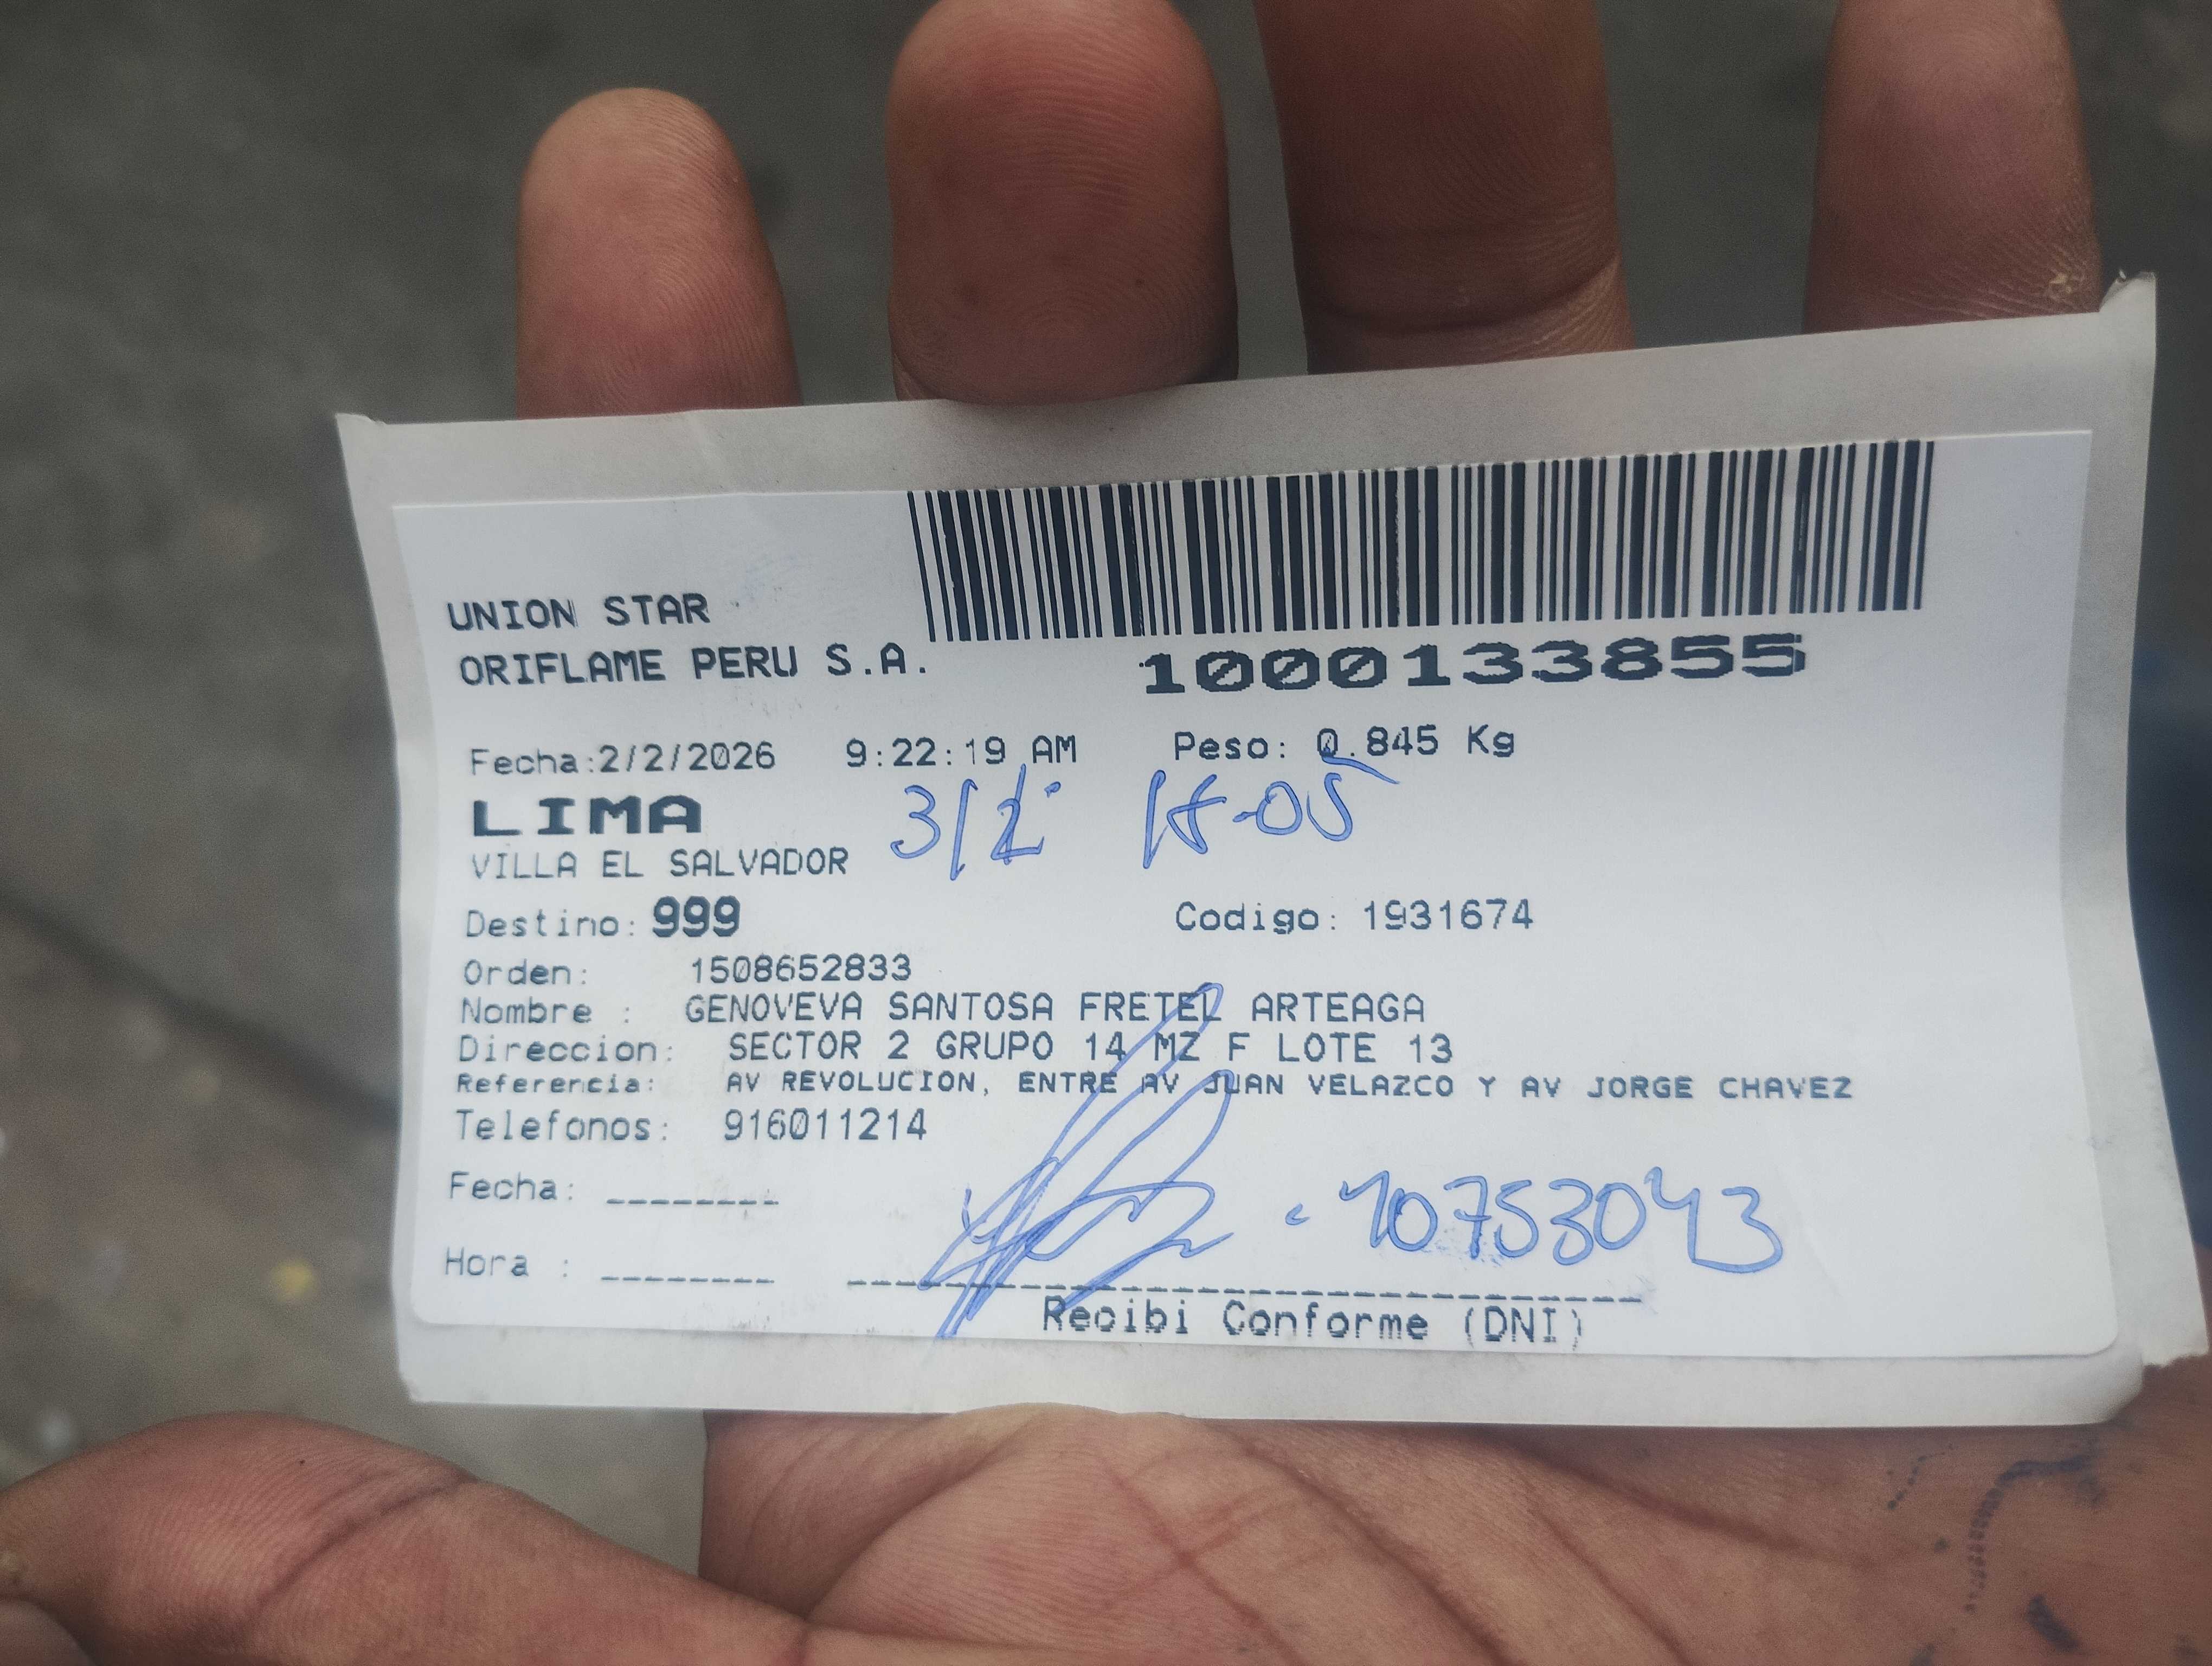 UNION STAR
ORIFLAME PERU S.A.
1000133855
Fecha:2/2/2026 9:22:19 AM Peso: 0.845 Kg
LIMA
3/2
VILLA EL SALVADOR
Destino: 999 Codigo: 1931674
Orden: 1508652833
Nombre : GENOVEVA SANTOSA FRETEL ARTEAGA
Direccion: SECTOR 2 GRUPO 14 MZ F LOTE 13
Referencia: AV REVOLUCION, ENTRE AV JUAN VELAZCO Y AV JORGE CHAVEZ
Telefonos: 916011214
Fecha: --------
10753043
Hora : --------
Recibi Conforme (DNI)